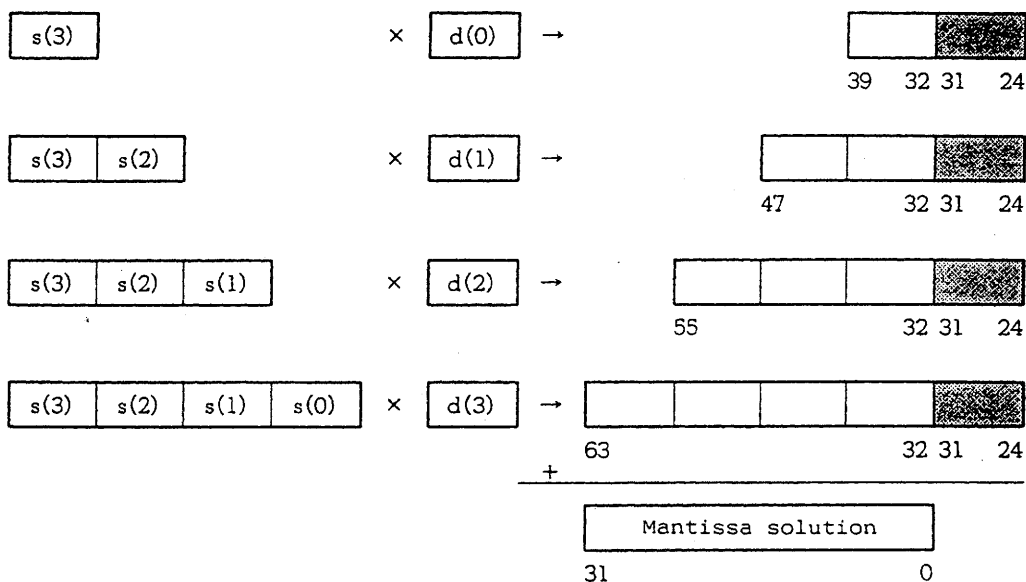 s(3) × d(0) →
39 32 31 24
s(3) s(2) × d(1) →
47 32 31 24
s(3) s(2) s(1) × d(2) →
55 32 31 24
s(3) s(2) s(1) s(0) × d(3) →
63 32 31 24
+
Mantissa solution
31 0